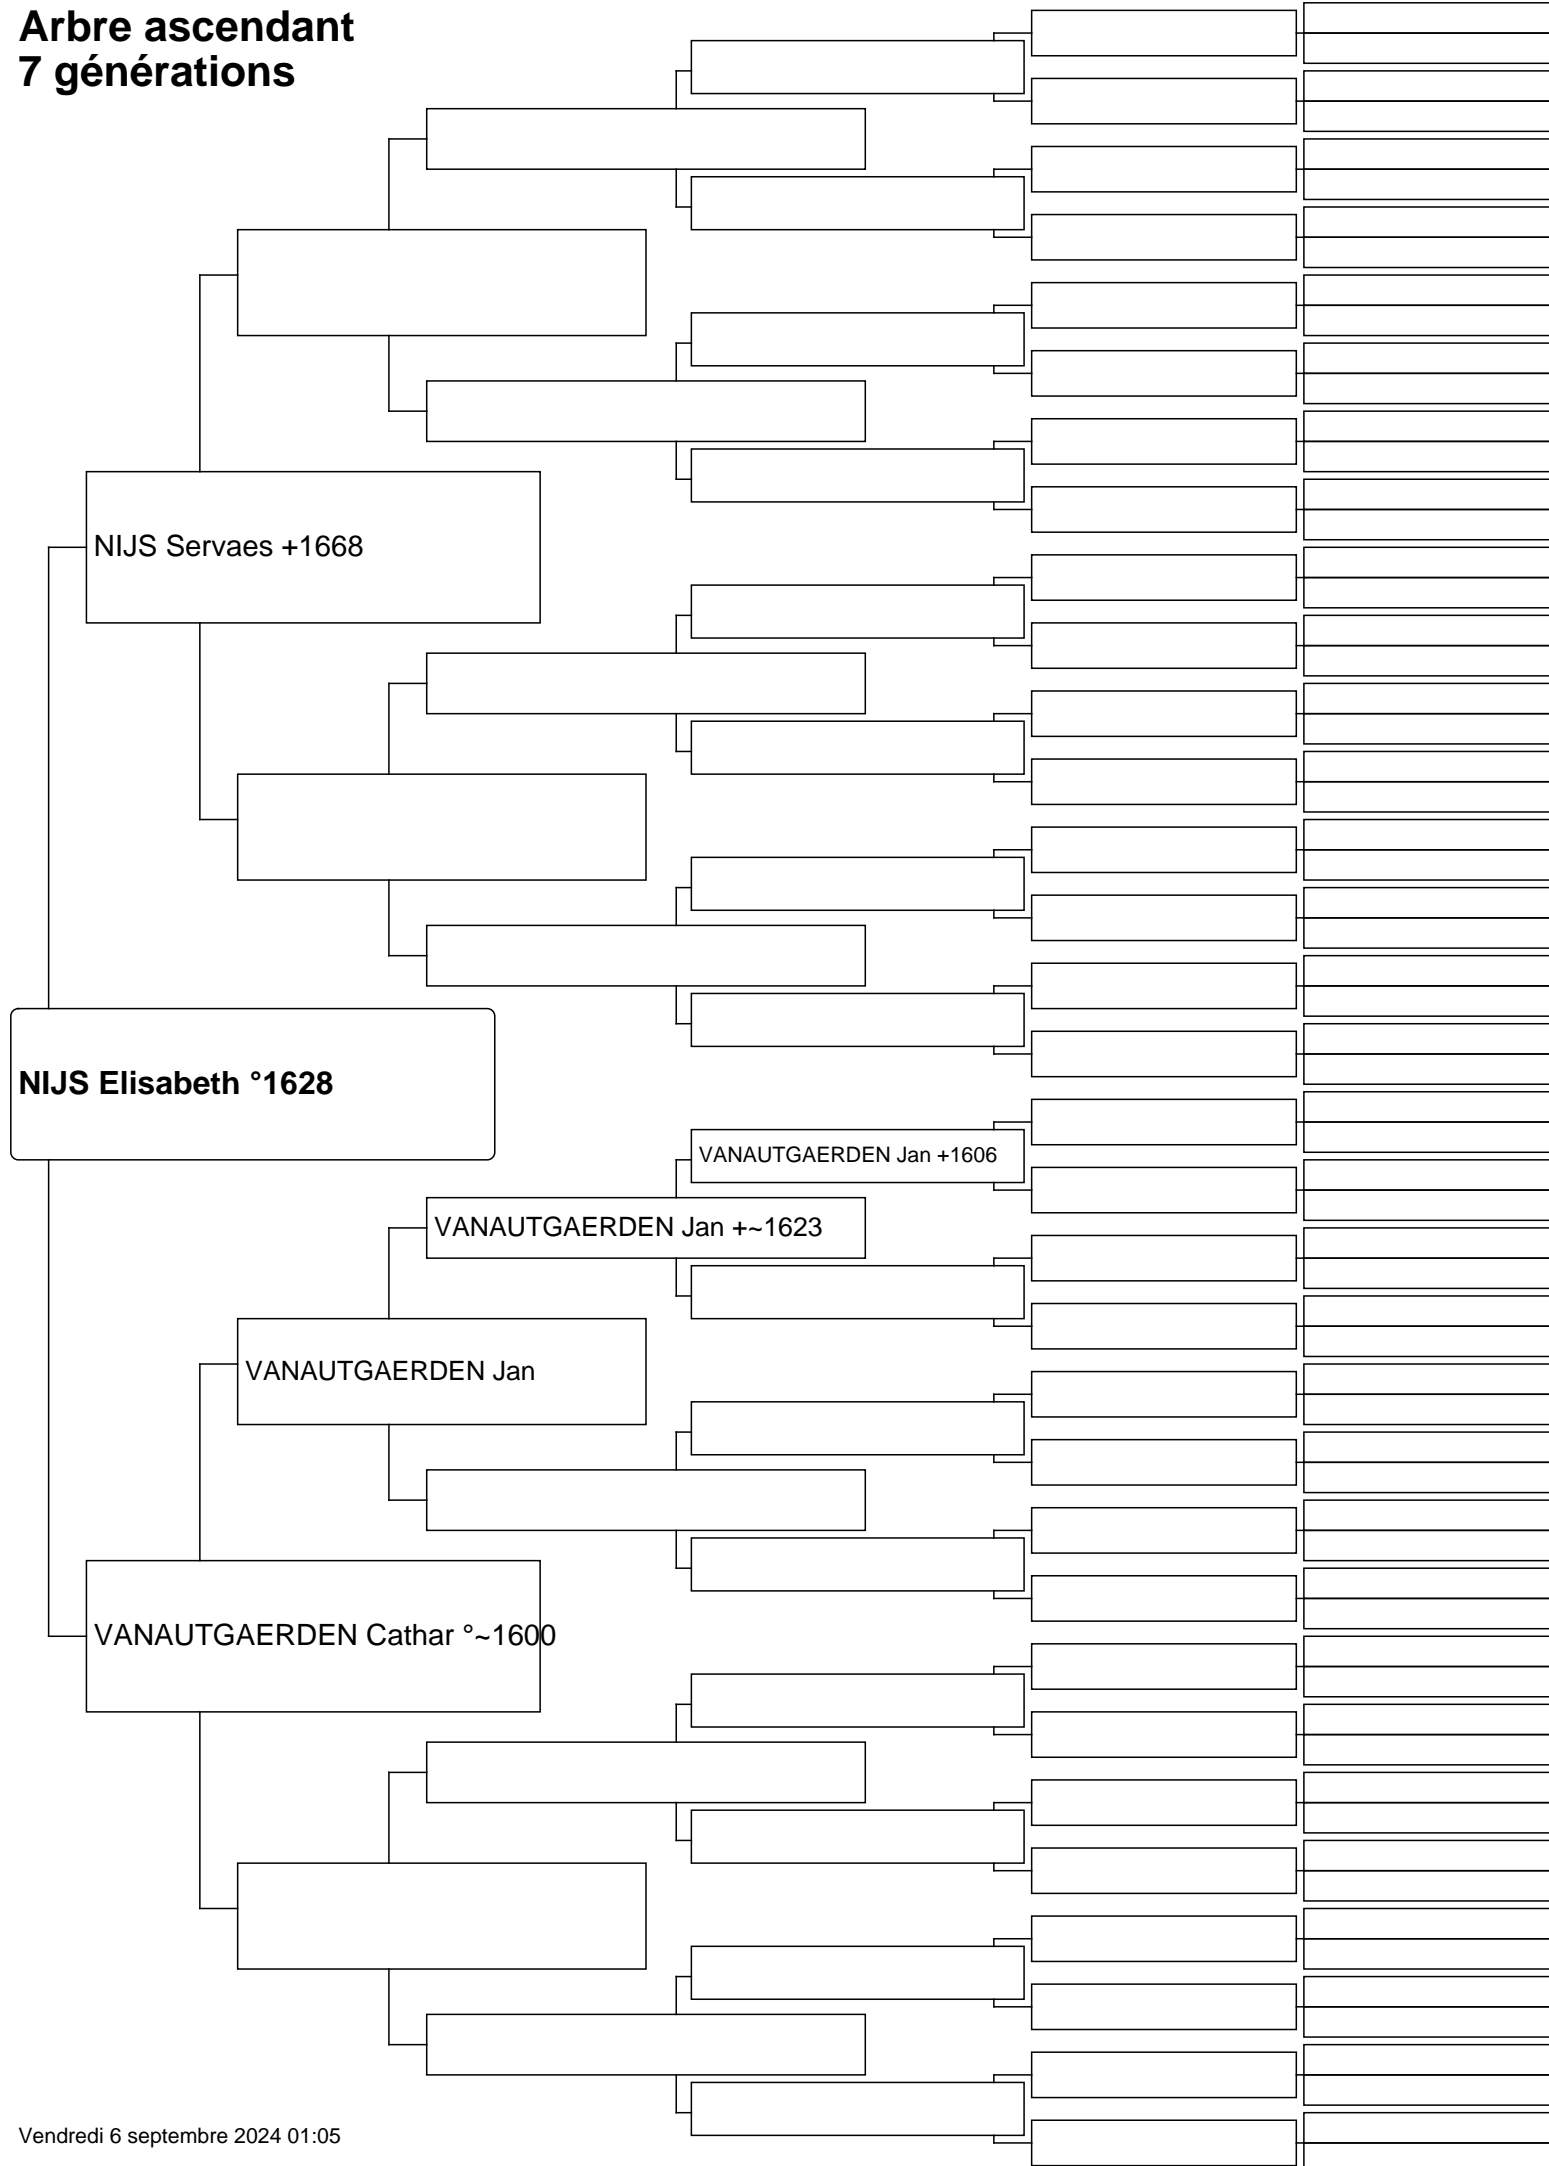 Arbre ascendant
7 générations
NIJS Servaes +1668
NIJS Elisabeth °1628
VANAUTGAERDEN Jan +1606
VANAUTGAERDEN Jan +~1623
VANAUTGAERDEN Jan
VANAUTGAERDEN Cathar °~1600
Vendredi 6 septembre 2024 01:05